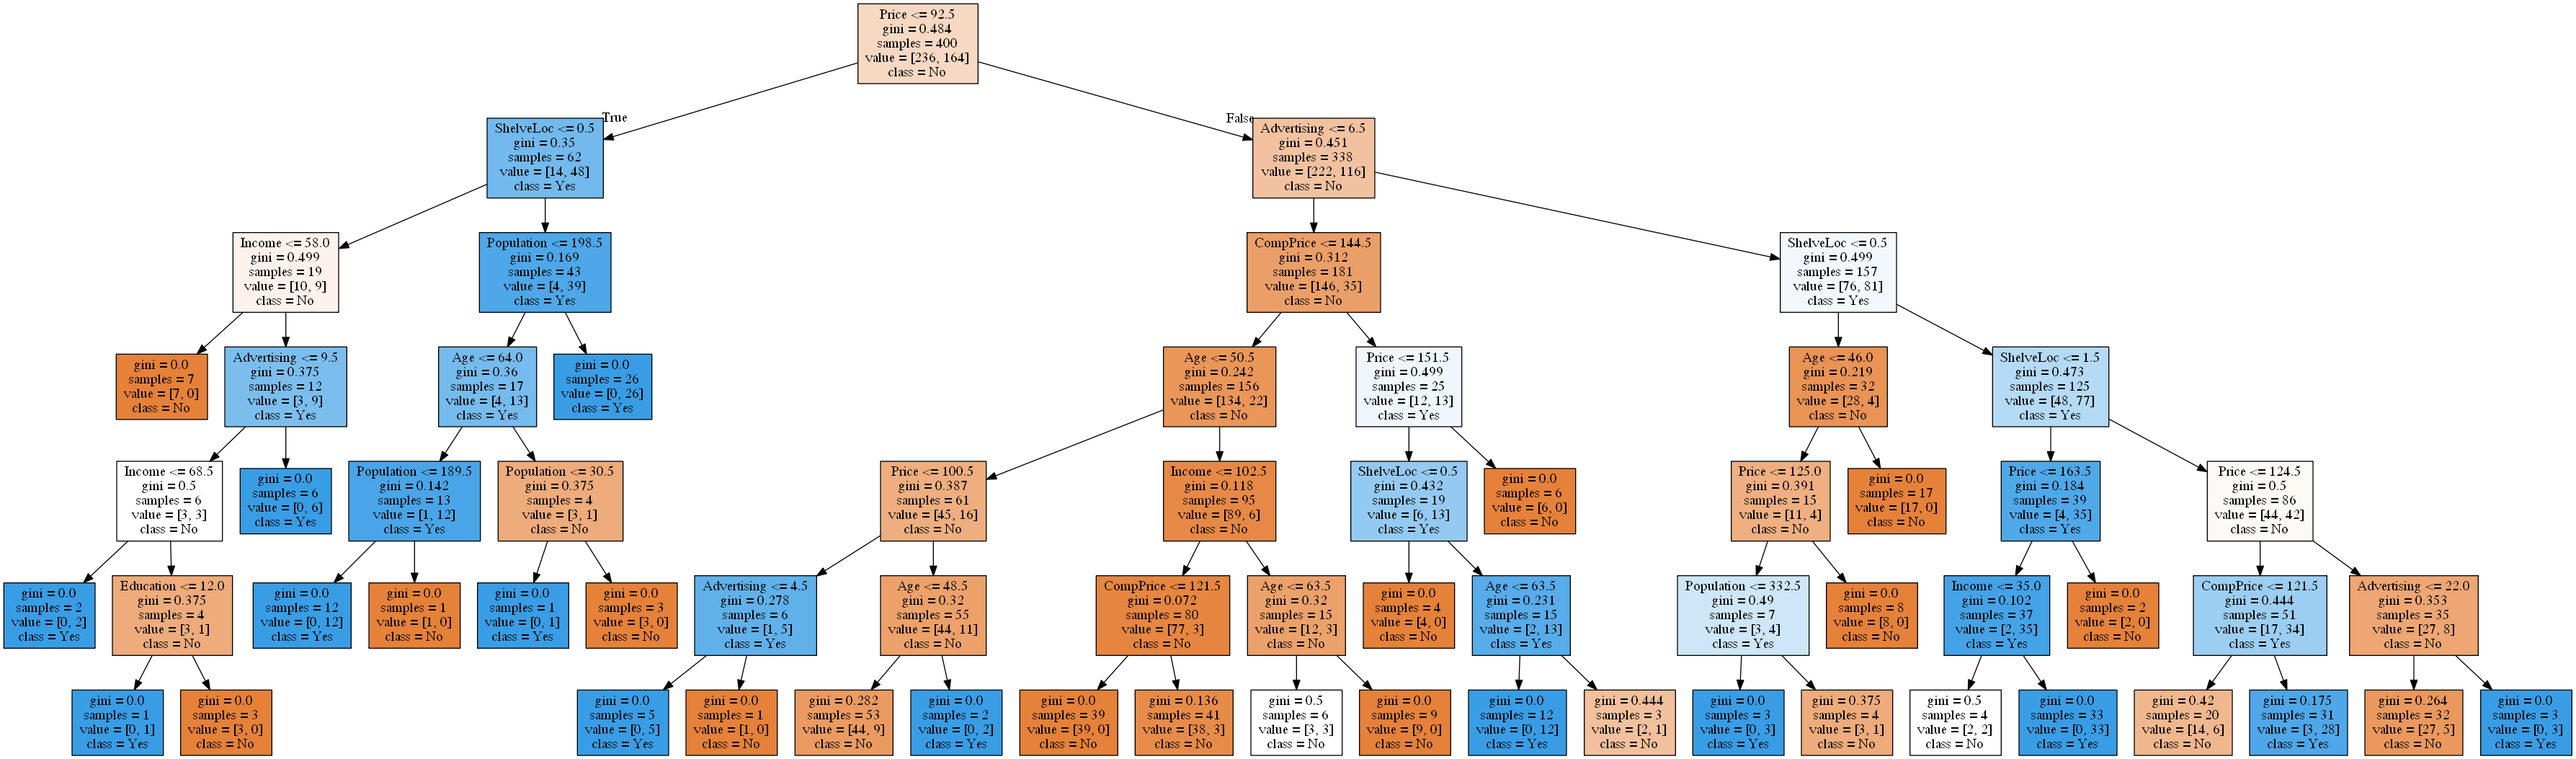 Price <= 92.5
gini = 0.484
samples = 400
value = [236, 164]
class = No
True
False
ShelveLoc <= 0.5
gini = 0.35
samples = 62
value = [14, 48]
class = Yes
Advertising <= 6.5
gini = 0.451
samples = 338
value = [222, 116]
class = No
Income <= 58.0
gini = 0.499
samples = 19
value = [10, 9]
class = No
Population <= 198.5
gini = 0.169
samples = 43
value = [4, 39]
class = Yes
CompPrice <= 144.5
gini = 0.312
samples = 181
value = [146, 35]
class = No
ShelveLoc <= 0.5
gini = 0.499
samples = 157
value = [76, 81]
class = Yes
gini = 0.0
samples = 7
value = [7, 0]
class = No
Advertising <= 9.5
gini = 0.375
samples = 12
value = [3, 9]
class = Yes
Age <= 64.0
gini = 0.36
samples = 17
value = [4, 13]
class = Yes
gini = 0.0
samples = 26
value = [0, 26]
class = Yes
Age <= 50.5
gini = 0.242
samples = 156
value = [134, 22]
class = No
Price <= 151.5
gini = 0.499
samples = 25
value = [12, 13]
class = Yes
Age <= 46.0
gini = 0.219
samples = 32
value = [28, 4]
class = No
ShelveLoc <= 1.5
gini = 0.473
samples = 125
value = [48, 77]
class = Yes
Income <= 68.5
gini = 0.5
samples = 6
value = [3, 3]
class = No
gini = 0.0
samples = 6
value = [0, 6]
class = Yes
Population <= 189.5
gini = 0.142
samples = 13
value = [1, 12]
class = Yes
Population <= 30.5
gini = 0.375
samples = 4
value = [3, 1]
class = No
Price <= 100.5
gini = 0.387
samples = 61
value = [45, 16]
class = No
Income <= 102.5
gini = 0.118
samples = 95
value = [89, 6]
class = No
ShelveLoc <= 0.5
gini = 0.432
samples = 19
value = [6, 13]
class = Yes
gini = 0.0
samples = 6
value = [6, 0]
class = No
Price <= 125.0
gini = 0.391
samples = 15
value = [11, 4]
class = No
gini = 0.0
samples = 17
value = [17, 0]
class = No
Price <= 163.5
gini = 0.184
samples = 39
value = [4, 35]
class = Yes
Price <= 124.5
gini = 0.5
samples = 86
value = [44, 42]
class = No
gini = 0.0
samples = 2
value = [0, 2]
class = Yes
Education <= 12.0
gini = 0.375
samples = 4
value = [3, 1]
class = No
gini = 0.0
samples = 12
value = [0, 12]
class = Yes
gini = 0.0
samples = 1
value = [1, 0]
class = No
gini = 0.0
samples = 1
value = [0, 1]
class = Yes
gini = 0.0
samples = 3
value = [3, 0]
class = No
Advertising <= 4.5
gini = 0.278
samples = 6
value = [1, 5]
class = Yes
Age <= 48.5
gini = 0.32
samples = 55
value = [44, 11]
class = No
CompPrice <= 121.5
gini = 0.072
samples = 80
value = [77, 3]
class = No
Age <= 63.5
gini = 0.32
samples = 15
value = [12, 3]
class = No
gini = 0.0
samples = 4
value = [4, 0]
class = No
Age <= 63.5
gini = 0.231
samples = 15
value = [2, 13]
class = Yes
Population <= 332.5
gini = 0.49
samples = 7
value = [3, 4]
class = Yes
gini = 0.0
samples = 8
value = [8, 0]
class = No
Income <= 35.0
gini = 0.102
samples = 37
value = [2, 35]
class = Yes
gini = 0.0
samples = 2
value = [2, 0]
class = No
CompPrice <= 121.5
gini = 0.444
samples = 51
value = [17, 34]
class = Yes
Advertising <= 22.0
gini = 0.353
samples = 35
value = [27, 8]
class = No
gini = 0.0
samples = 1
value = [0, 1]
class = Yes
gini = 0.0
samples = 3
value = [3, 0]
class = No
gini = 0.0
samples = 5
value = [0, 5]
class = Yes
gini = 0.0
samples = 1
value = [1, 0]
class = No
gini = 0.282
samples = 53
value = [44, 9]
class = No
gini = 0.0
samples = 2
value = [0, 2]
class = Yes
gini = 0.0
samples = 39
value = [39, 0]
class = No
gini = 0.136
samples = 41
value = [38, 3]
class = No
gini = 0.5
samples = 6
value = [3, 3]
class = No
gini = 0.0
samples = 9
value = [9, 0]
class = No
gini = 0.0
samples = 12
value = [0, 12]
class = Yes
gini = 0.444
samples = 3
value = [2, 1]
class = No
gini = 0.0
samples = 3
value = [0, 3]
class = Yes
gini = 0.375
samples = 4
value = [3, 1]
class = No
gini = 0.5
samples = 4
value = [2, 2]
class = No
gini = 0.0
samples = 33
value = [0, 33]
class = Yes
gini = 0.42
samples = 20
value = [14, 6]
class = No
gini = 0.175
samples = 31
value = [3, 28]
class = Yes
gini = 0.264
samples = 32
value = [27, 5]
class = No
gini = 0.0
samples = 3
value = [0, 3]
class = Yes